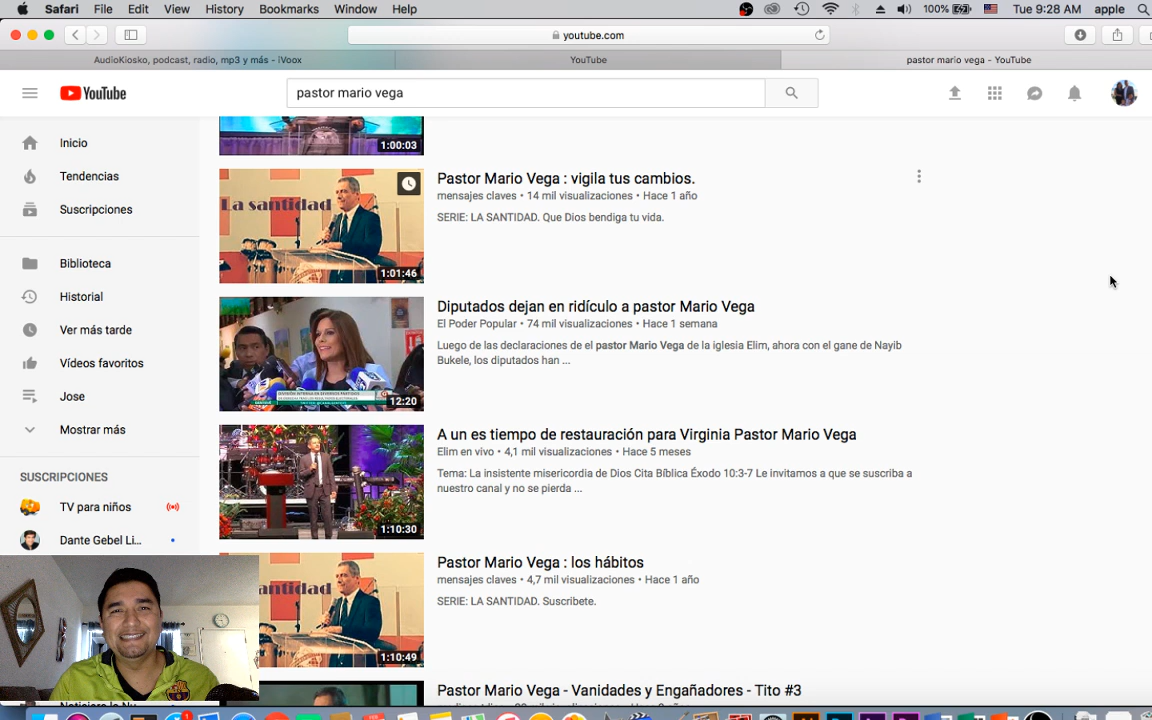 Safari File Edit View History Bookmarks Window Help 100% Tue 9:28 AM apple
youtube.com
AudioKiosko, podcast, radio, mp3 y más - iVoox YouTube pastor mario vega - YouTube
YouTube pastor mario vega
Inicio
Tendencias
Suscripciones
Biblioteca
Historial
Ver más tarde
Vídeos favoritos
Jose
Mostrar más
SUSCRIPCIONES
TV para niños
Dante Gebel Li...
1:00:03
La santidad
1:01:46
Pastor Mario Vega : vigila tus cambios.
mensajes claves • 14 mil visualizaciones • Hace 1 año
SERIE: LA SANTIDAD. Que Dios bendiga tu vida.
12:20
Diputados dejan en ridículo a pastor Mario Vega
El Poder Popular • 74 mil visualizaciones • Hace 1 semana
Luego de las declaraciones de el pastor Mario Vega de la iglesia Elim, ahora con el gane de Nayib
Bukele, los diputados han ...
1:10:30
A un es tiempo de restauración para Virginia Pastor Mario Vega
Elim en vivo • 4,1 mil visualizaciones • Hace 5 meses
Tema: La insistente misericordia de Dios Cita Bíblica Éxodo 10:3-7 Le invitamos a que se suscriba a
nuestro canal y no se pierda ...
antidad
1:10:49
Pastor Mario Vega : los hábitos
mensajes claves • 4,7 mil visualizaciones • Hace 1 año
SERIE: LA SANTIDAD. Suscribete.
Pastor Mario Vega - Vanidades y Engañadores - Tito #3